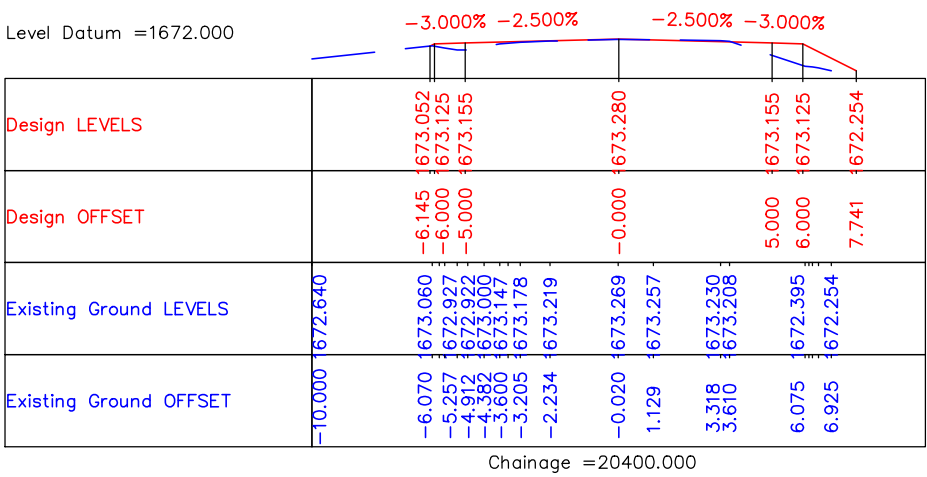 -3.000% -2.500% -2.500% -3.000%
Level Datum =1672.000
Design LEVELS 1673.052 1673.125 1673.155 1673.280 1673.155 1673.125 1672.254
Design OFFSET -6.145 -6.000 -5.000 -0.000 5.000 6.000 7.741
Existing Ground LEVELS 1672.640 1673.060 1672.927 1672.922 1673.000 1673.147 1673.178 1673.219 1673.269 1673.257 1673.230 1673.208 1672.395 1672.254
Existing Ground OFFSET -10.000 -6.070 -5.257 -4.912 -4.382 -3.600 -3.205 -2.234 -0.020 1.129 3.318 3.610 6.075 6.925
Chainage =20400.000